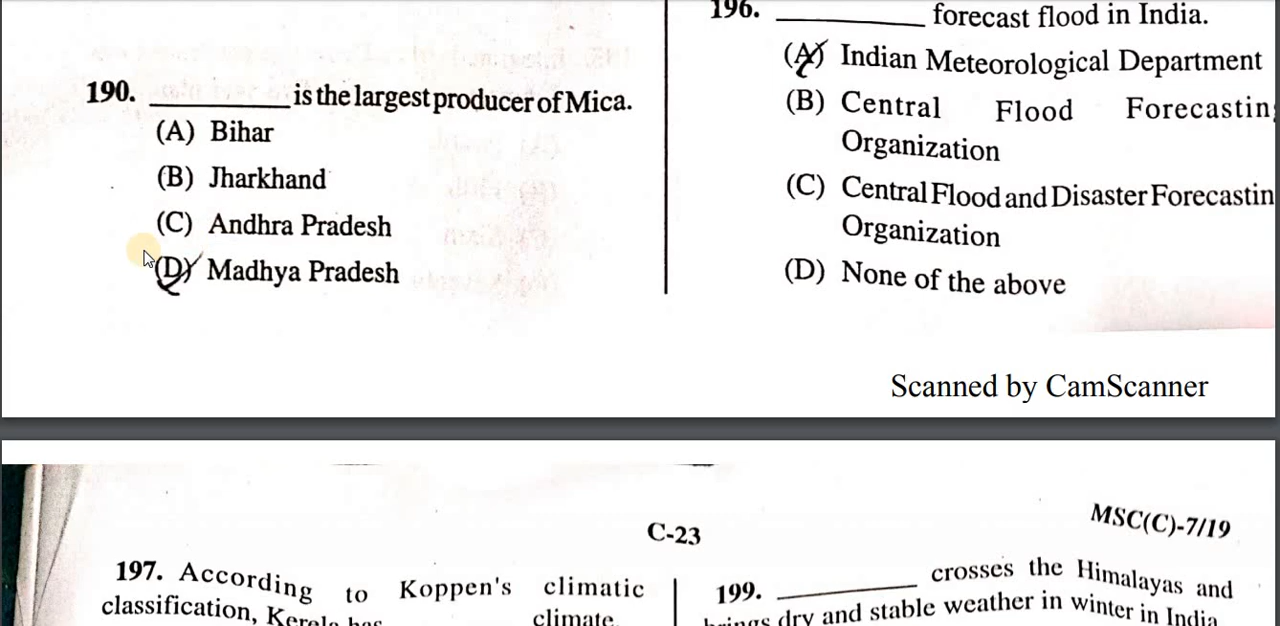 190. __________ is the largest producer of Mica.
(A) Bihar
(B) Jharkhand
(C) Andhra Pradesh
(D) Madhya Pradesh
196. __________ forecast flood in India.
(A) Indian Meteorological Department
(B) Central Flood Forecastin
Organization
(C) Central Flood and Disaster Forecastin
Organization
(D) None of the above
Scanned by CamScanner
C-23
MSC(C)-7/19
197. According to Koppen's climatic
classification, Kerala has climate.
199. __________ crosses the Himalayas and
brings dry and stable weather in winter in India